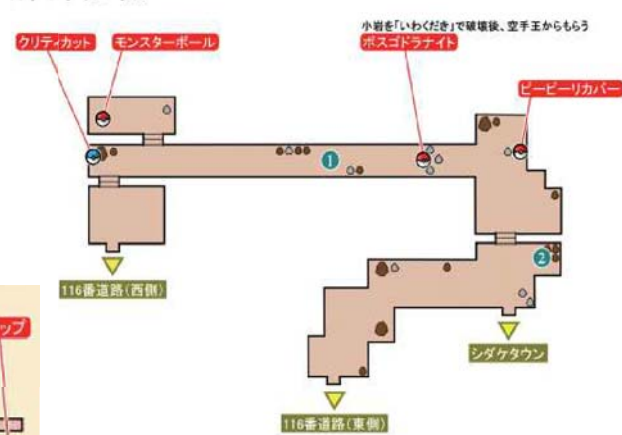 小岩を「いわくだき」で破壊後、空手王からもらう
クリティカット
モンスターボール
ボスゴドラナイト
ピーピーリカバー
1
2
116番道路(西側)
シダケタウン
116番道路(東側)
ップ